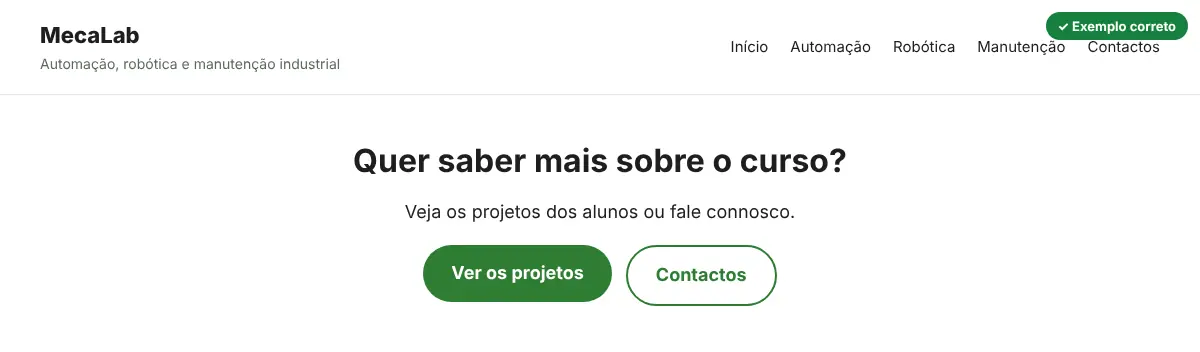 MecaLab
Automação, robótica e manutenção industrial
✓ Exemplo correto
Início Automação Robótica Manutenção Contactos
Quer saber mais sobre o curso?
Veja os projetos dos alunos ou fale connosco.
Ver os projetos Contactos